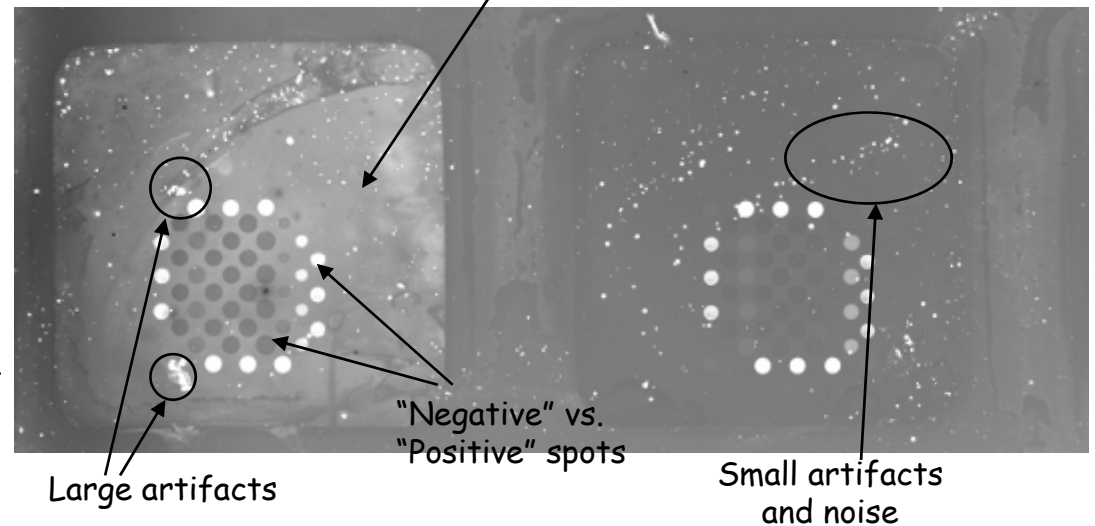 "Negative" vs.
"Positive" spots
Large artifacts
Small artifacts
and noise